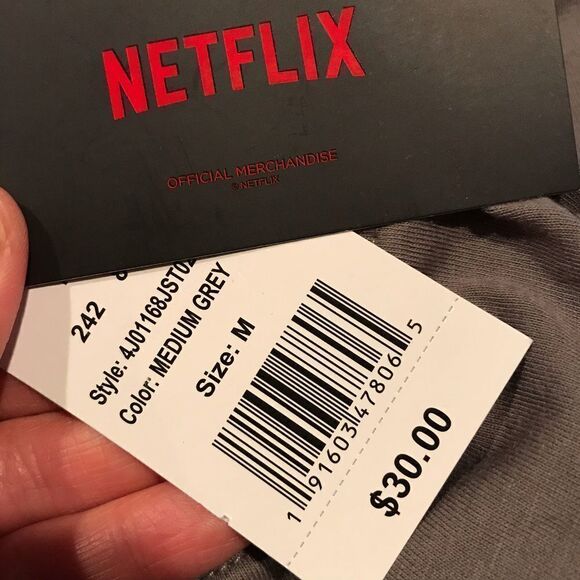 NETFLIX
OFFICIAL MERCHANDISE
© NETFLIX
242
Style: 4J01168JST0
Color: MEDIUM GREY
Size: M
1 91603 47806 5
$30.00